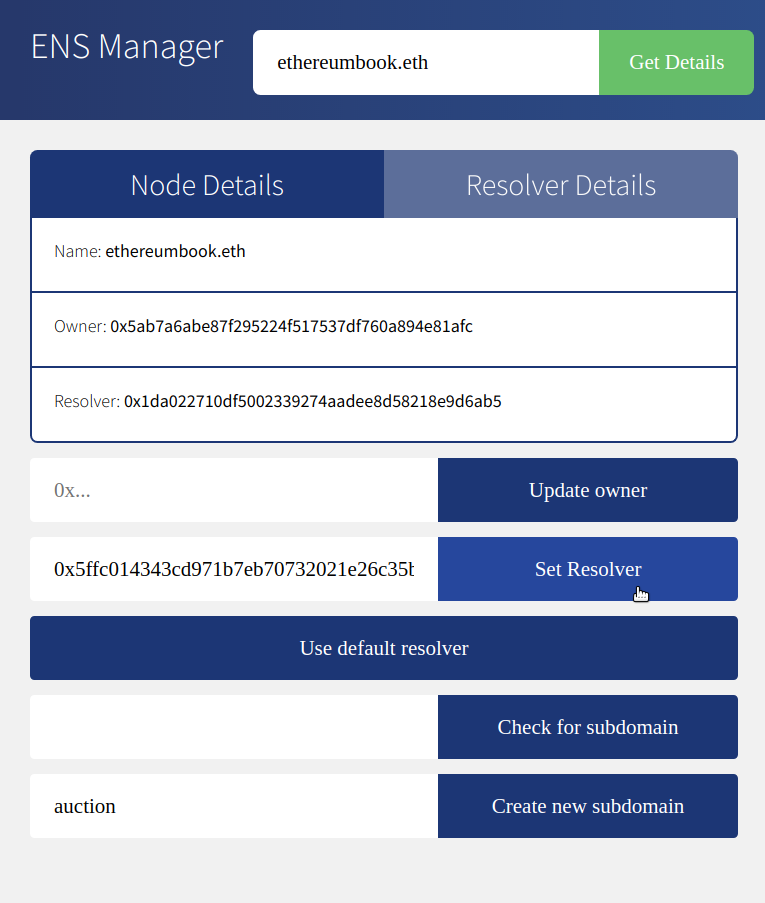 ENS Manager
ethereumbook.eth
Get Details
Node Details
Resolver Details
Name: ethereumbook.eth
Owner: 0x5ab7a6abe87f295224f517537df760a894e81afc
Resolver: 0x1da022710df5002339274aadee8d58218e9d6ab5
0x...
Update owner
0x5ffc014343cd971b7eb70732021e26c35b
Set Resolver
Use default resolver
Check for subdomain
auction
Create new subdomain